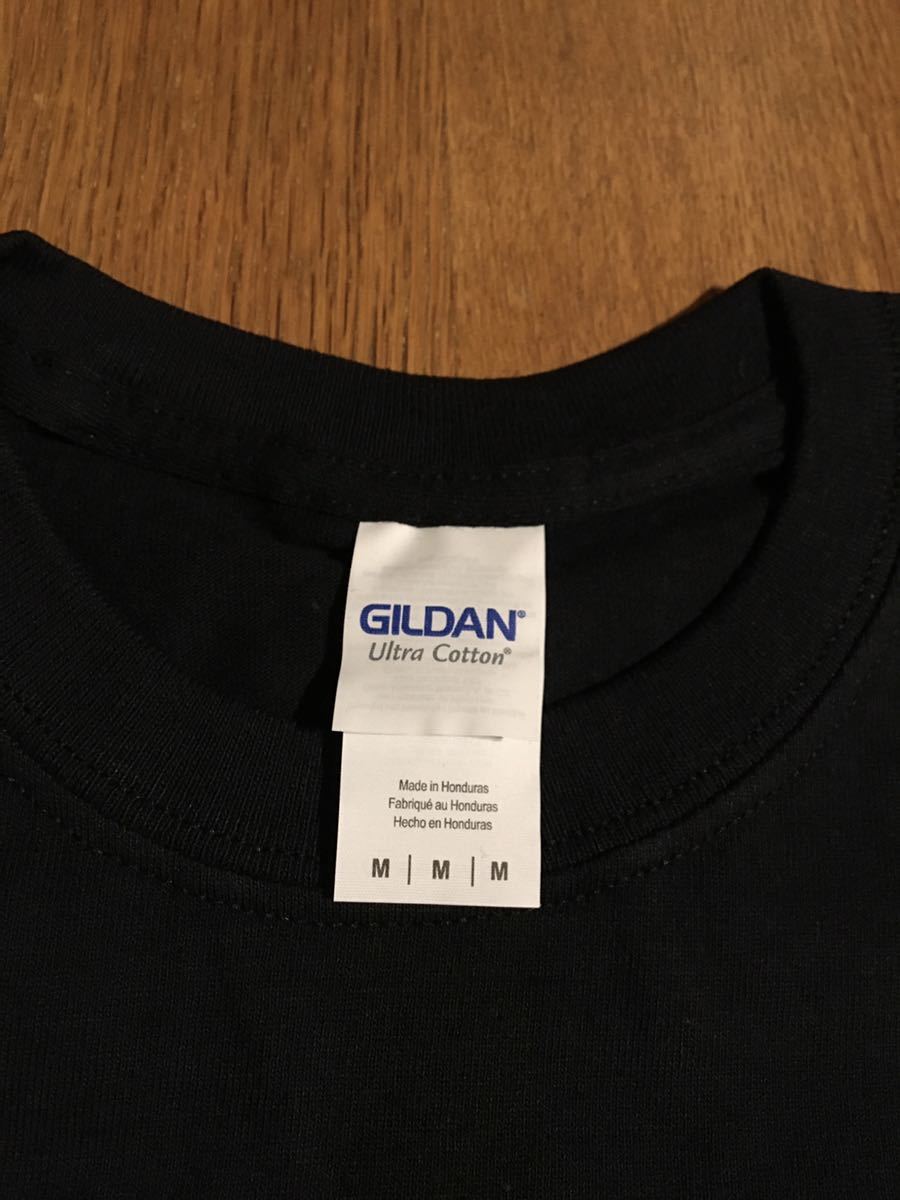 GILDAN®
Ultra Cotton®
Made in Honduras
Fabriqué au Honduras
Hecho en Honduras
M | M | M